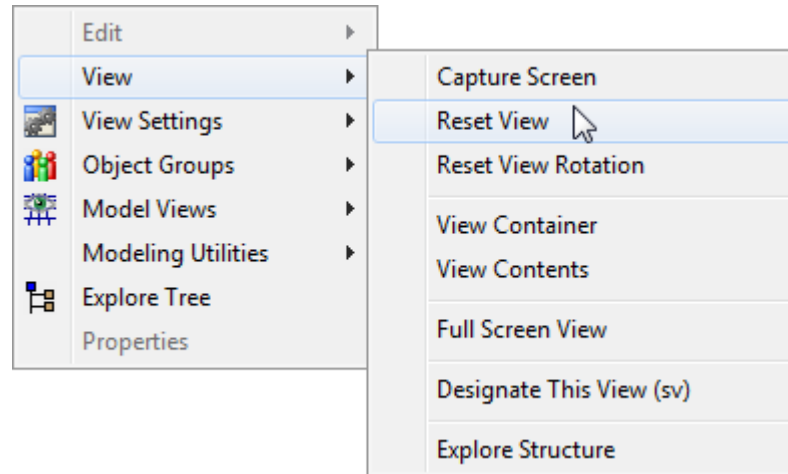 Edit
View
View Settings
Object Groups
Model Views
Modeling Utilities
Explore Tree
Properties
Capture Screen
Reset View
Reset View Rotation
View Container
View Contents
Full Screen View
Designate This View (sv)
Explore Structure